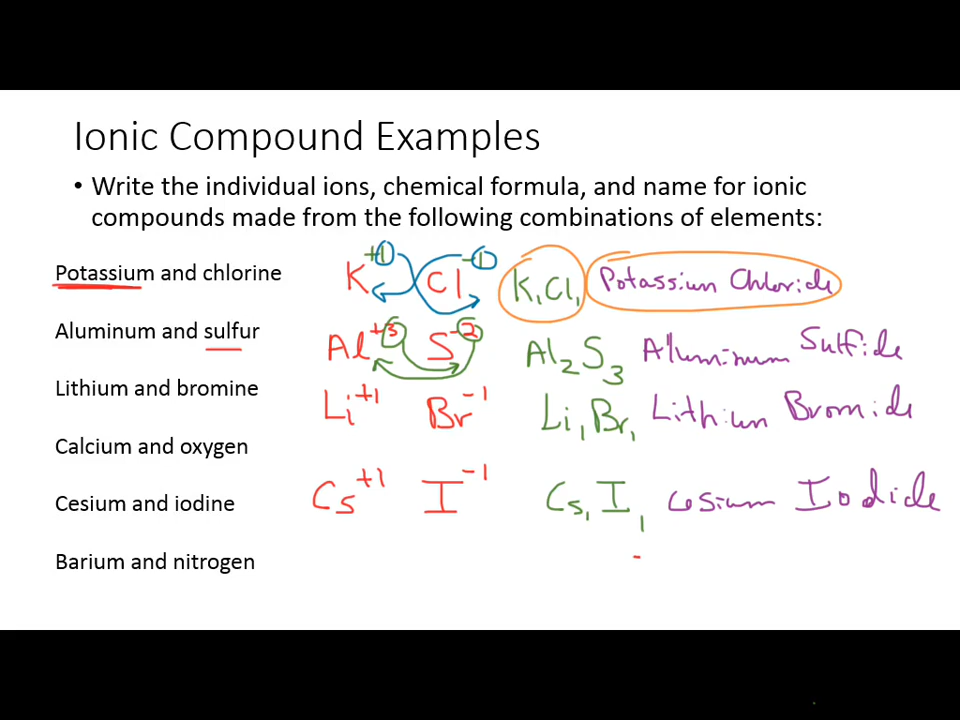 Ionic Compound Examples
• Write the individual ions, chemical formula, and name for ionic
compounds made from the following combinations of elements:
Potassium and chlorine K+1 Cl-1 K1Cl1 Potassium Chloride
Aluminum and sulfur Al+3 S-2 Al2S3 Aluminum Sulfide
Lithium and bromine Li+1 Br-1 Li1Br1 Lithium Bromide
Calcium and oxygen
Cesium and iodine Cs+1 I-1 Cs1I1 Cesium Iodide
Barium and nitrogen